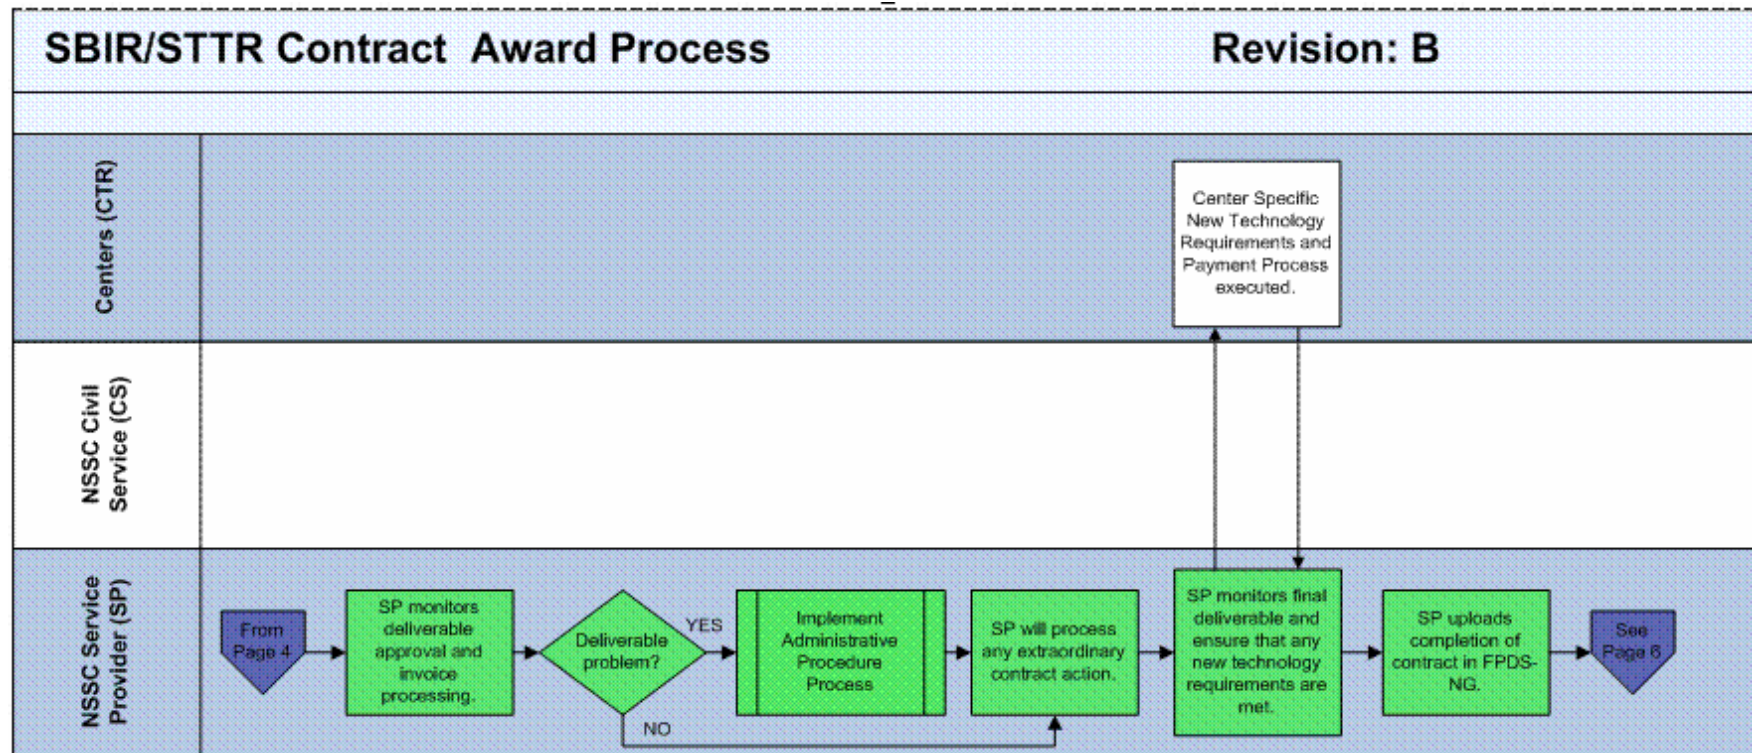 SBIR/STTR Contract Award Process
Revision: B
Centers (CTR)
Center Specific
New Technology
Requirements and
Payment Process
executed.
NSSC Civil
Service (CS)
NSSC Service
Provider (SP)
From
Page 4
SP monitors
deliverable
approval and
invoice
processing.
Deliverable
problem?
YES
NO
Implement
Administrative
Procedure
Process
SP will process
any extraordinary
contract action.
SP monitors final
deliverable and
ensure that any
new technology
requirements are
met.
SP uploads
completion of
contract in FPDS-
NG.
See
Page 6